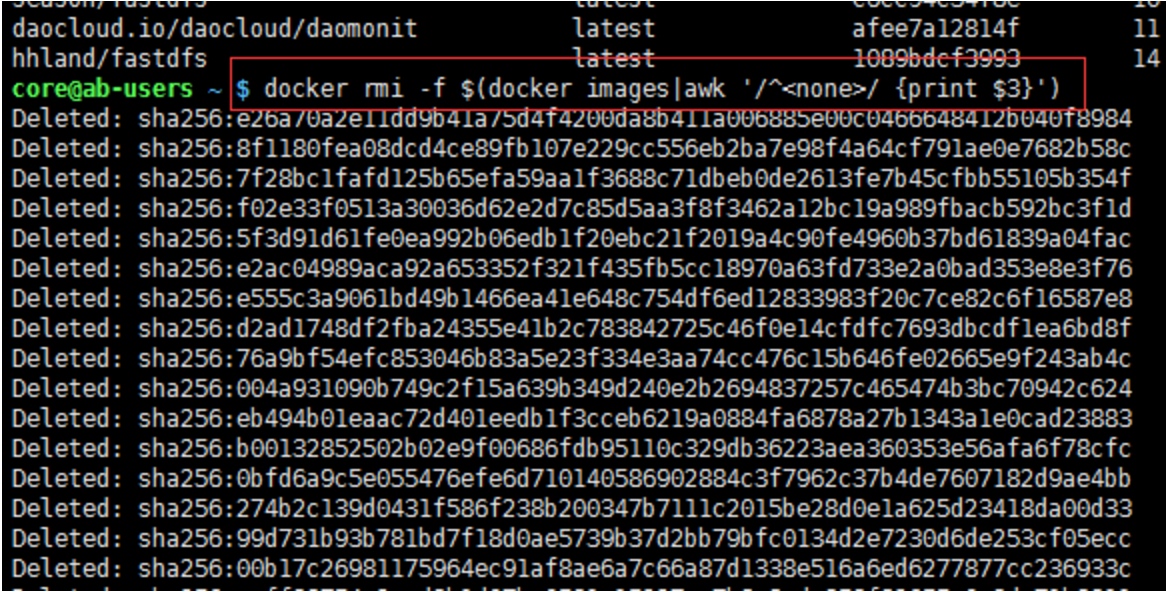 daocloud.io/daocloud/daomonit latest afee7a12814f 11
hhland/fastdfs latest 1089bdcf3993 14
core@ab-users ~ $ docker rmi -f $(docker images|awk '/^<none>/ {print $3}')
Deleted: sha256:e26a70a2e11dd9b41a75d4f4200da8b411a006885e00c0466648412b040f8984
Deleted: sha256:8f1180fea08dcd4ce89fb107e229cc556eb2ba7e98f4a64cf791ae0e7682b58c
Deleted: sha256:7f28bc1fafd125b65efa59aa1f3688c71dbeb0de2613fe7b45cfbb55105b354f
Deleted: sha256:f02e33f0513a30036d62e2d7c85d5aa3f8f3462a12bc19a989fbacb592bc3f1d
Deleted: sha256:5f3d91d61fe0ea992b06edb1f20ebc21f2019a4c90fe4960b37bd61839a04fac
Deleted: sha256:e2ac04989aca92a653352f321f435fb5cc18970a63fd733e2a0bad353e8e3f76
Deleted: sha256:e555c3a9061bd49b1466ea41e648c754df6ed12833983f20c7ce82c6f16587e8
Deleted: sha256:d2ad1748df2fba24355e41b2c783842725c46f0e14cfdfc7693dbcdf1ea6bd8f
Deleted: sha256:76a9bf54efc853046b83a5e23f334e3aa74cc476c15b646fe02665e9f243ab4c
Deleted: sha256:004a931090b749c2f15a639b349d240e2b2694837257c465474b3bc70942c624
Deleted: sha256:eb494b01eaac72d401eedb1f3cceb6219a0884fa6878a27b1343a1e0cad23883
Deleted: sha256:b00132852502b02e9f00686fdb95110c329db36223aea360353e56afa6f78cfc
Deleted: sha256:0bfd6a9c5e055476efe6d710140586902884c3f7962c37b4de7607182d9ae4bb
Deleted: sha256:274b2c139d0431f586f238b200347b7111c2015be28d0e1a625d23418da00d33
Deleted: sha256:99d731b93b781bd7f18d0ae5739b37d2bb79bfc0134d2e7230d6de253cf05ecc
Deleted: sha256:00b17c26981175964ec91af8ae6a7c66a87d1338e516a6ed6277877cc236933c